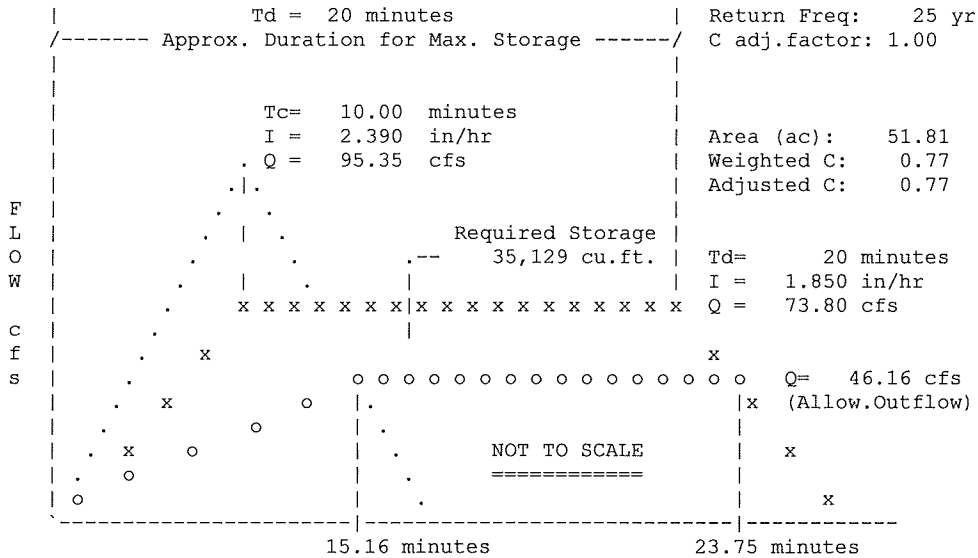 Td = 20 minutes Return Freq: 25 yr
/------- Approx. Duration for Max. Storage ------/ C adj.factor: 1.00
Tc= 10.00 minutes
I = 2.390 in/hr Area (ac): 51.81
Q = 95.35 cfs Weighted C: 0.77
Adjusted C: 0.77
FLOW cfs
Required Storage
35,129 cu.ft. Td= 20 minutes
I = 1.850 in/hr
x x x x x x x x x x x x x x x x x x Q = 73.80 cfs
x x
o o o o o o o o o o o o o o o o Q= 46.16 cfs
x o x (Allow.Outflow)
o
x o NOT TO SCALE x
o ============
o x
15.16 minutes 23.75 minutes